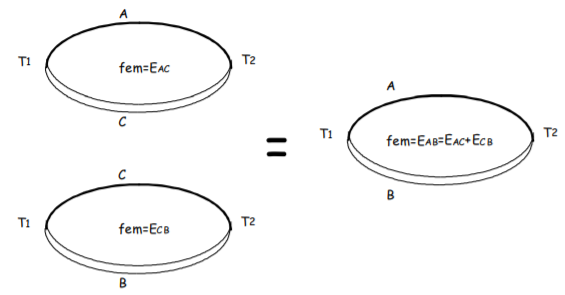 A
T1 fem=EAC T2
C
C
T1 fem=ECB T2
B
=
A
T1 fem=EAB=EAC+ECB T2
B